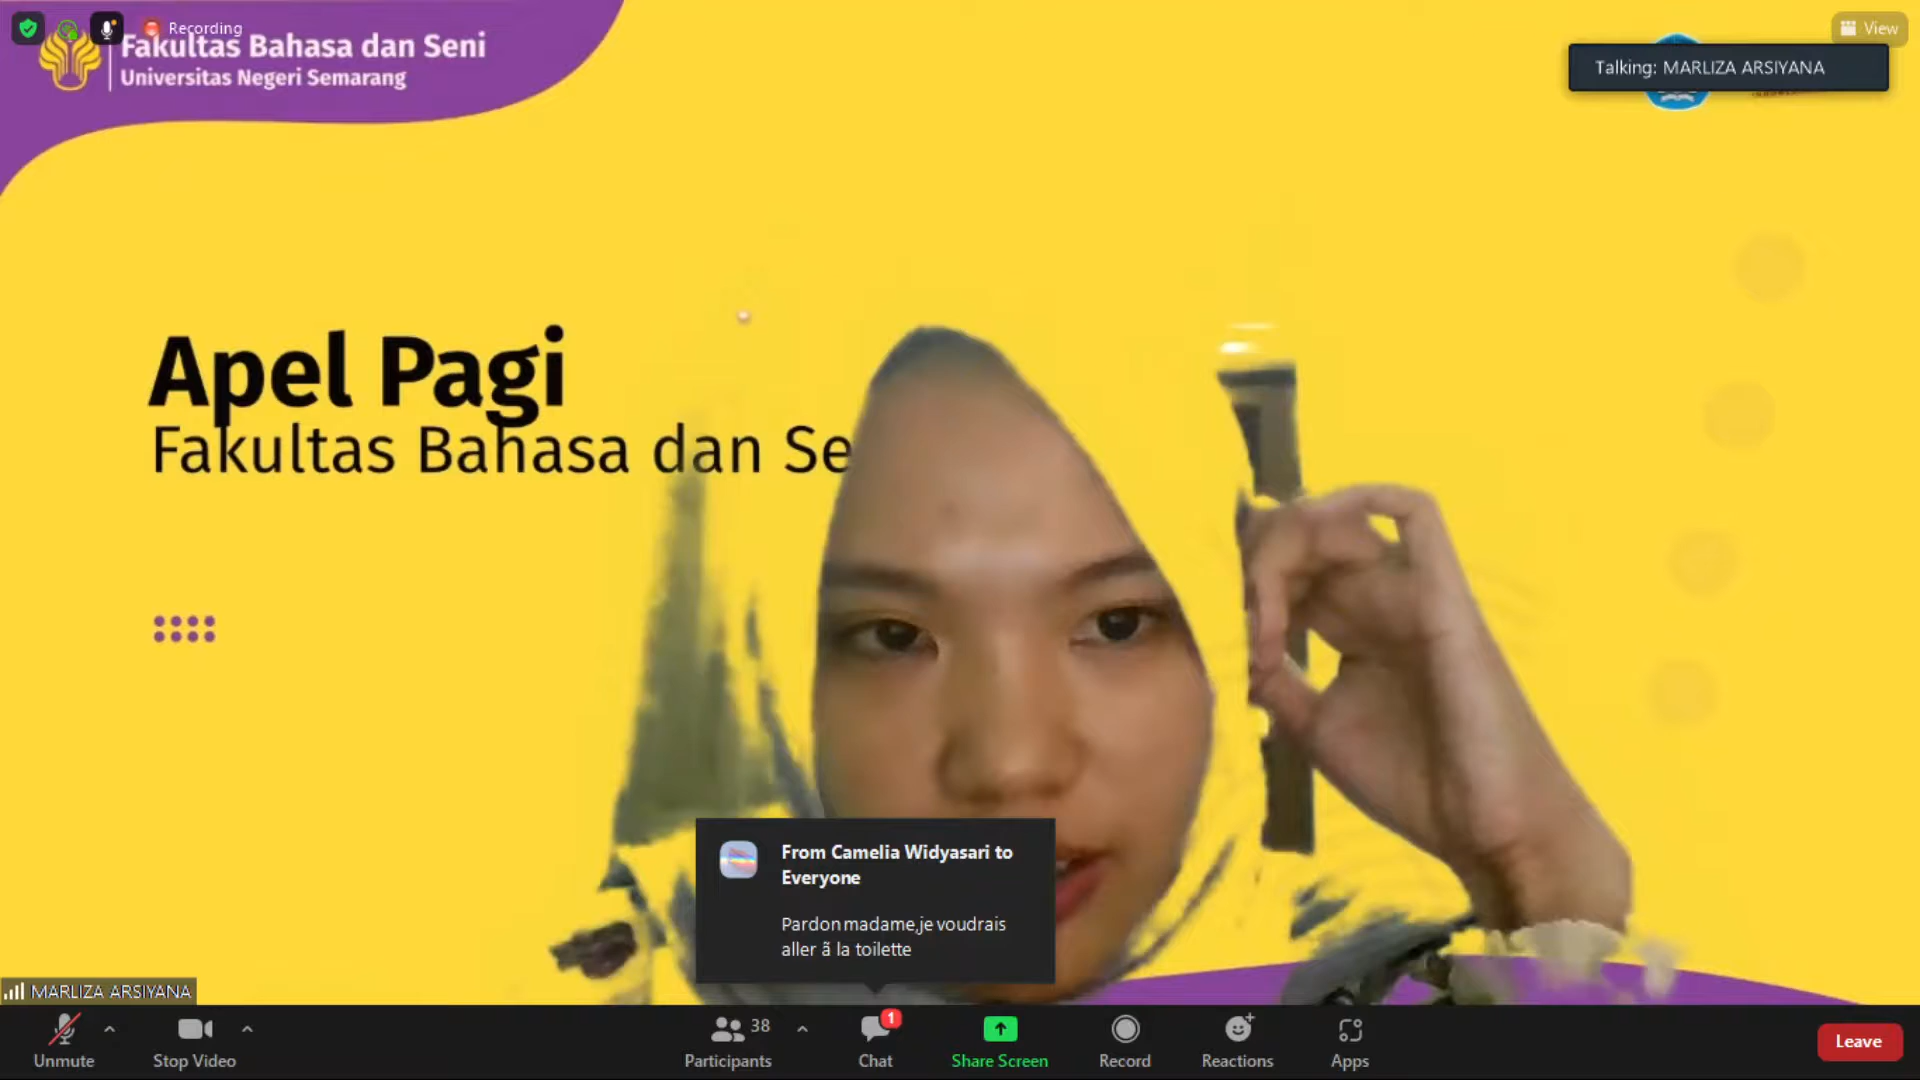 Recording
View
Fakultas Bahasa dan Seni
Universitas Negeri Semarang
Talking: MARLIZA ARSIYANA
Apel Pagi
Fakultas Bahasa dan Se
From Camelia Widyasari to
Everyone
Pardon madame,je voudrais
aller ã la toilette
MARLIZA ARSIYANA
Unmute
Stop Video
38
Participants
1
Chat
Share Screen
Record
Reactions
Apps
Leave